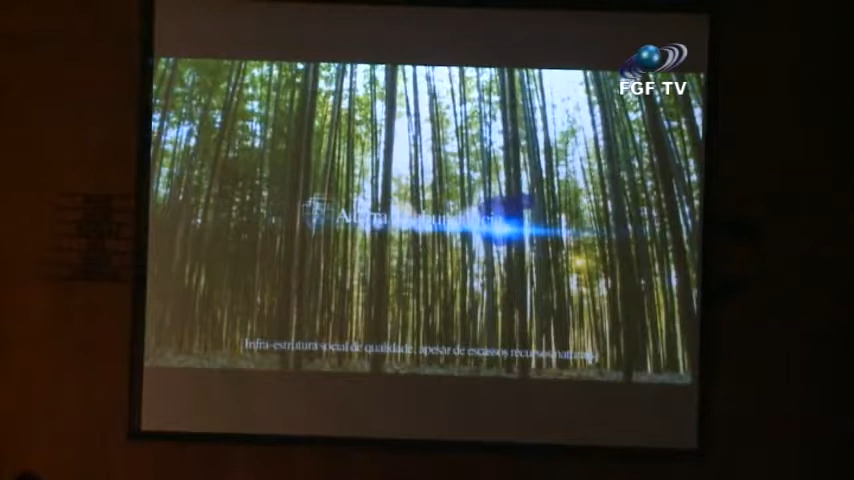 FGF TV
Infra-estrutura social de qualidade, apesar de escassos recursos naturais.